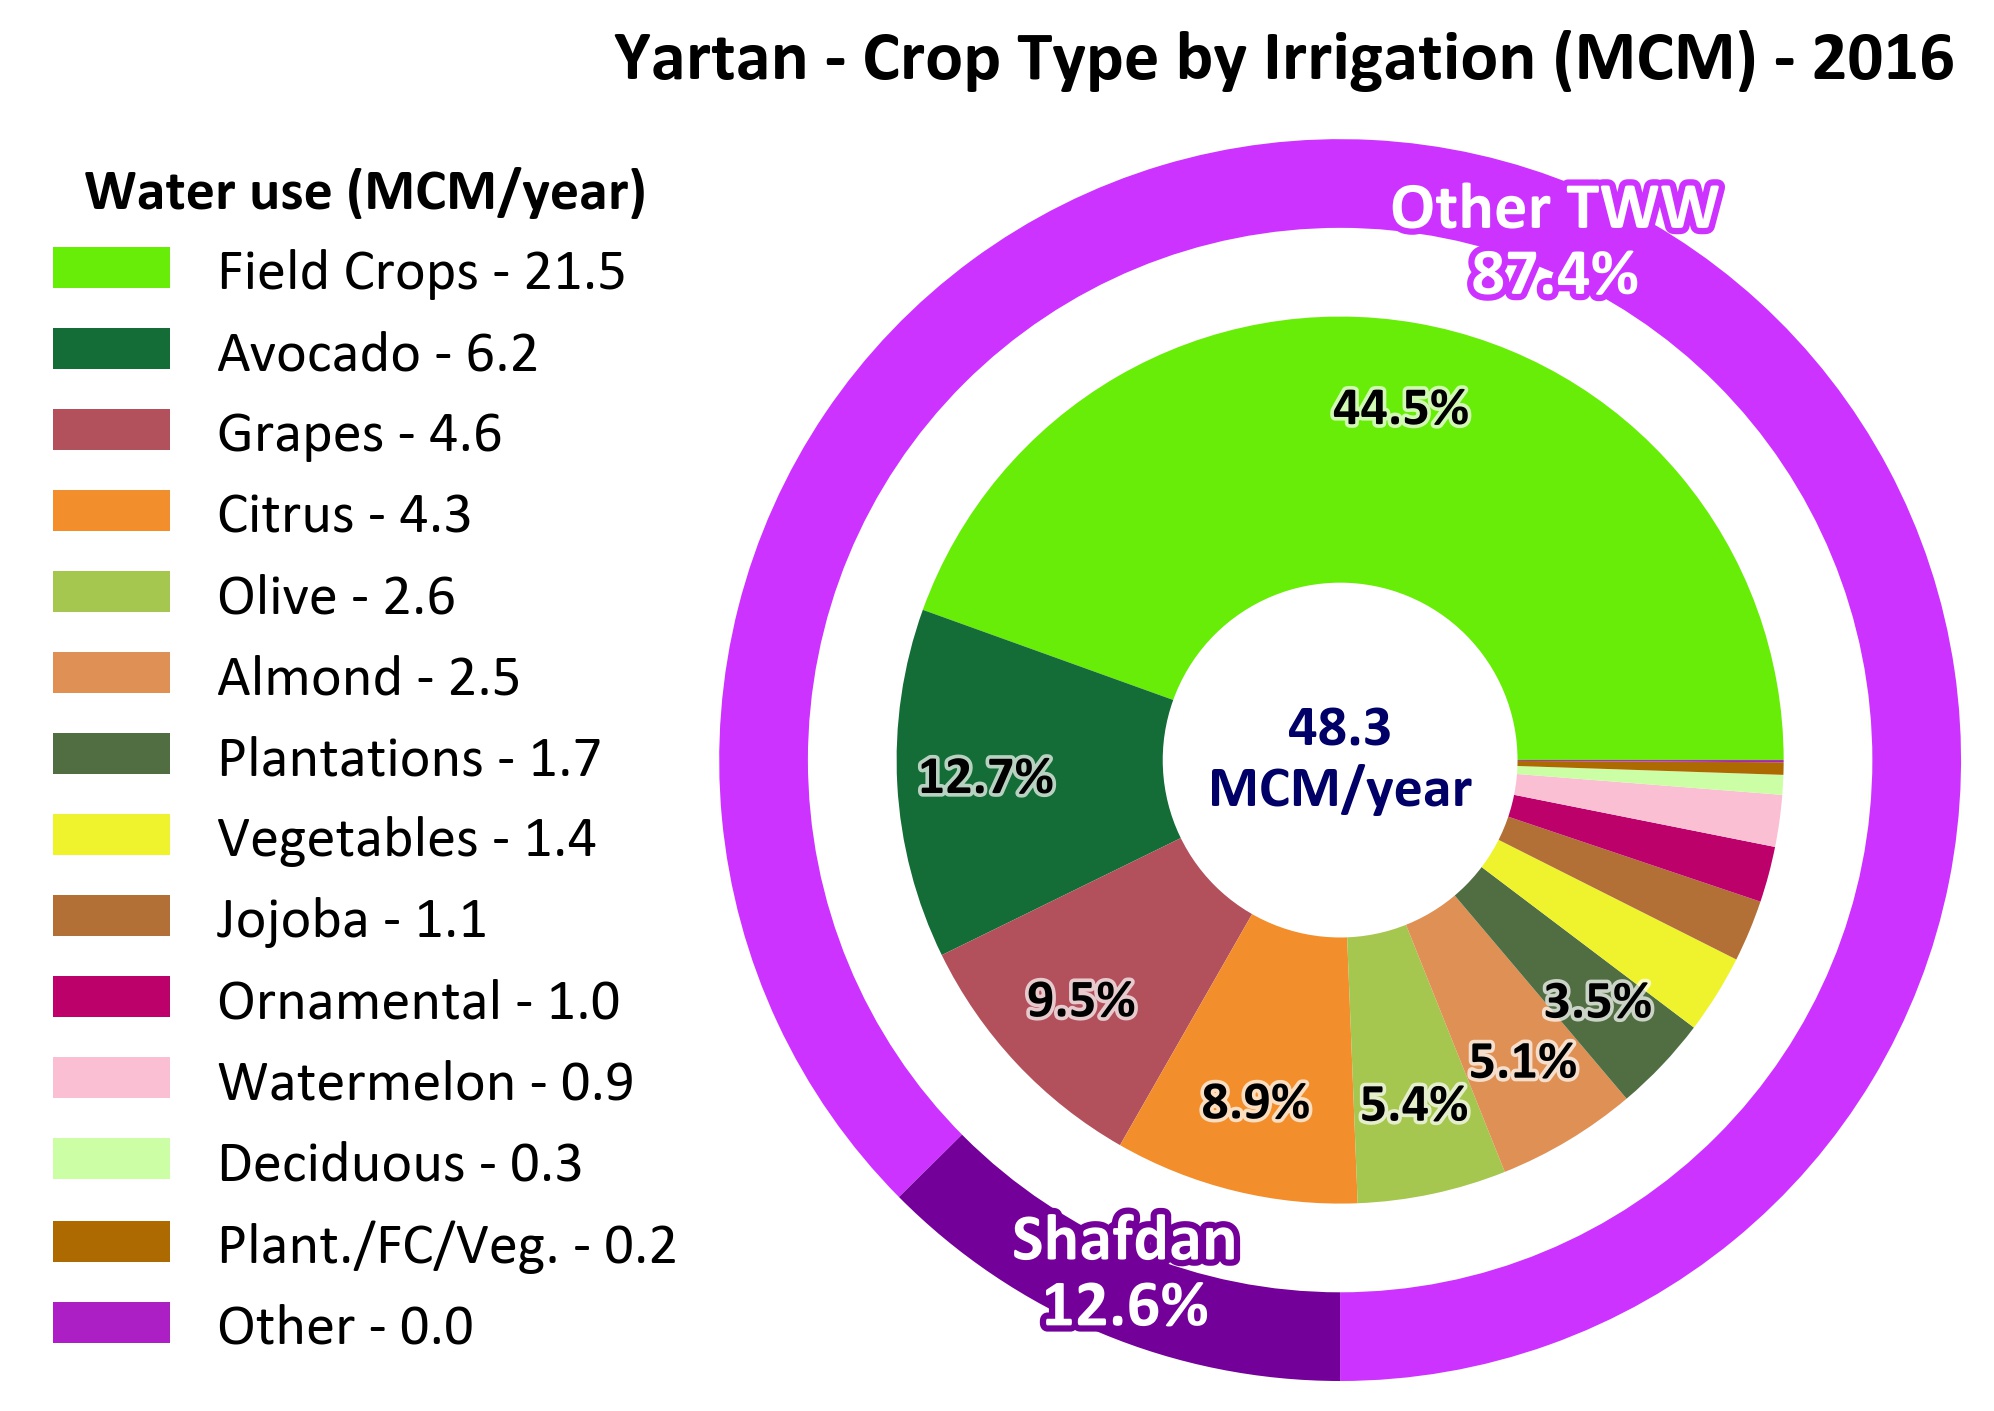 Yartan - Crop Type by Irrigation (MCM) - 2016
Water use (MCM/year)
Field Crops - 21.5
Avocado - 6.2
Grapes - 4.6
Citrus - 4.3
Olive - 2.6
Almond - 2.5
Plantations - 1.7
Vegetables - 1.4
Jojoba - 1.1
Ornamental - 1.0
Watermelon - 0.9
Deciduous - 0.3
Plant./FC/Veg. - 0.2
Other - 0.0
Other TWW
87.4%
44.5%
48.3
MCM/year
12.7%
9.5%
8.9%
5.4%
5.1%
3.5%
Shafdan
12.6%